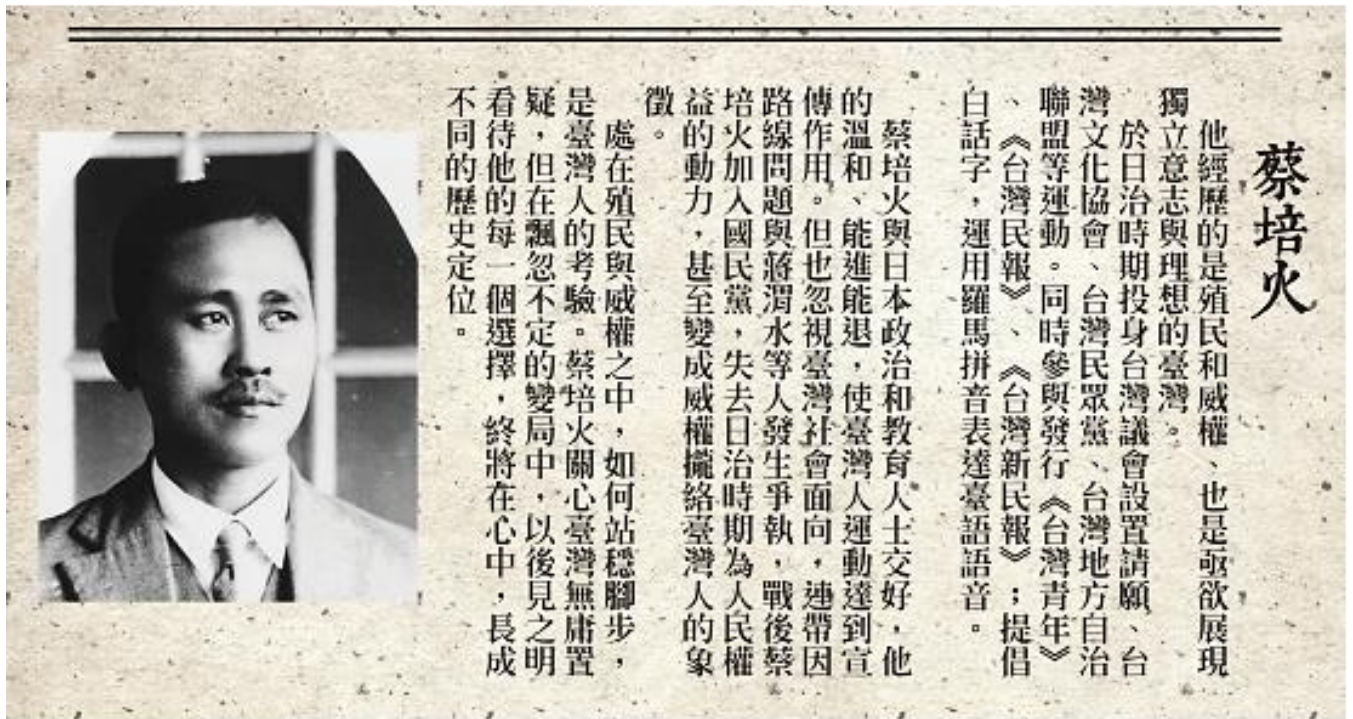 蔡培火
他經歷的是殖民和威權、也是亟欲展現
獨立意志與理想的臺灣。
於日治時期投身台灣議會設置請願、台
灣文化協會、台灣民眾黨、台灣地方自治
聯盟等運動。同時參與發行《台灣青年》
、《台灣民報》、《台灣新民報》；提倡
白話字，運用羅馬拼音表達臺語語音。
蔡培火與日本政治和教育人士交好，他
的溫和、能進能退，使臺灣人運動達到宣
傳作用。但也忽視臺灣社會面向，連帶因
路線問題與蔣渭水等人發生爭執，戰後蔡
培火加入國民黨，失去日治時期為人民權
益的動力，甚至變成威權攏絡臺灣人的象
徵。
處在殖民與威權之中，如何站穩腳步，
是臺灣人的考驗。蔡培火關心臺灣無庸置
疑，但在飄忽不定的變局中，以後見之明
看待他的每一個選擇，終將在心中，長成
不同的歷史定位。